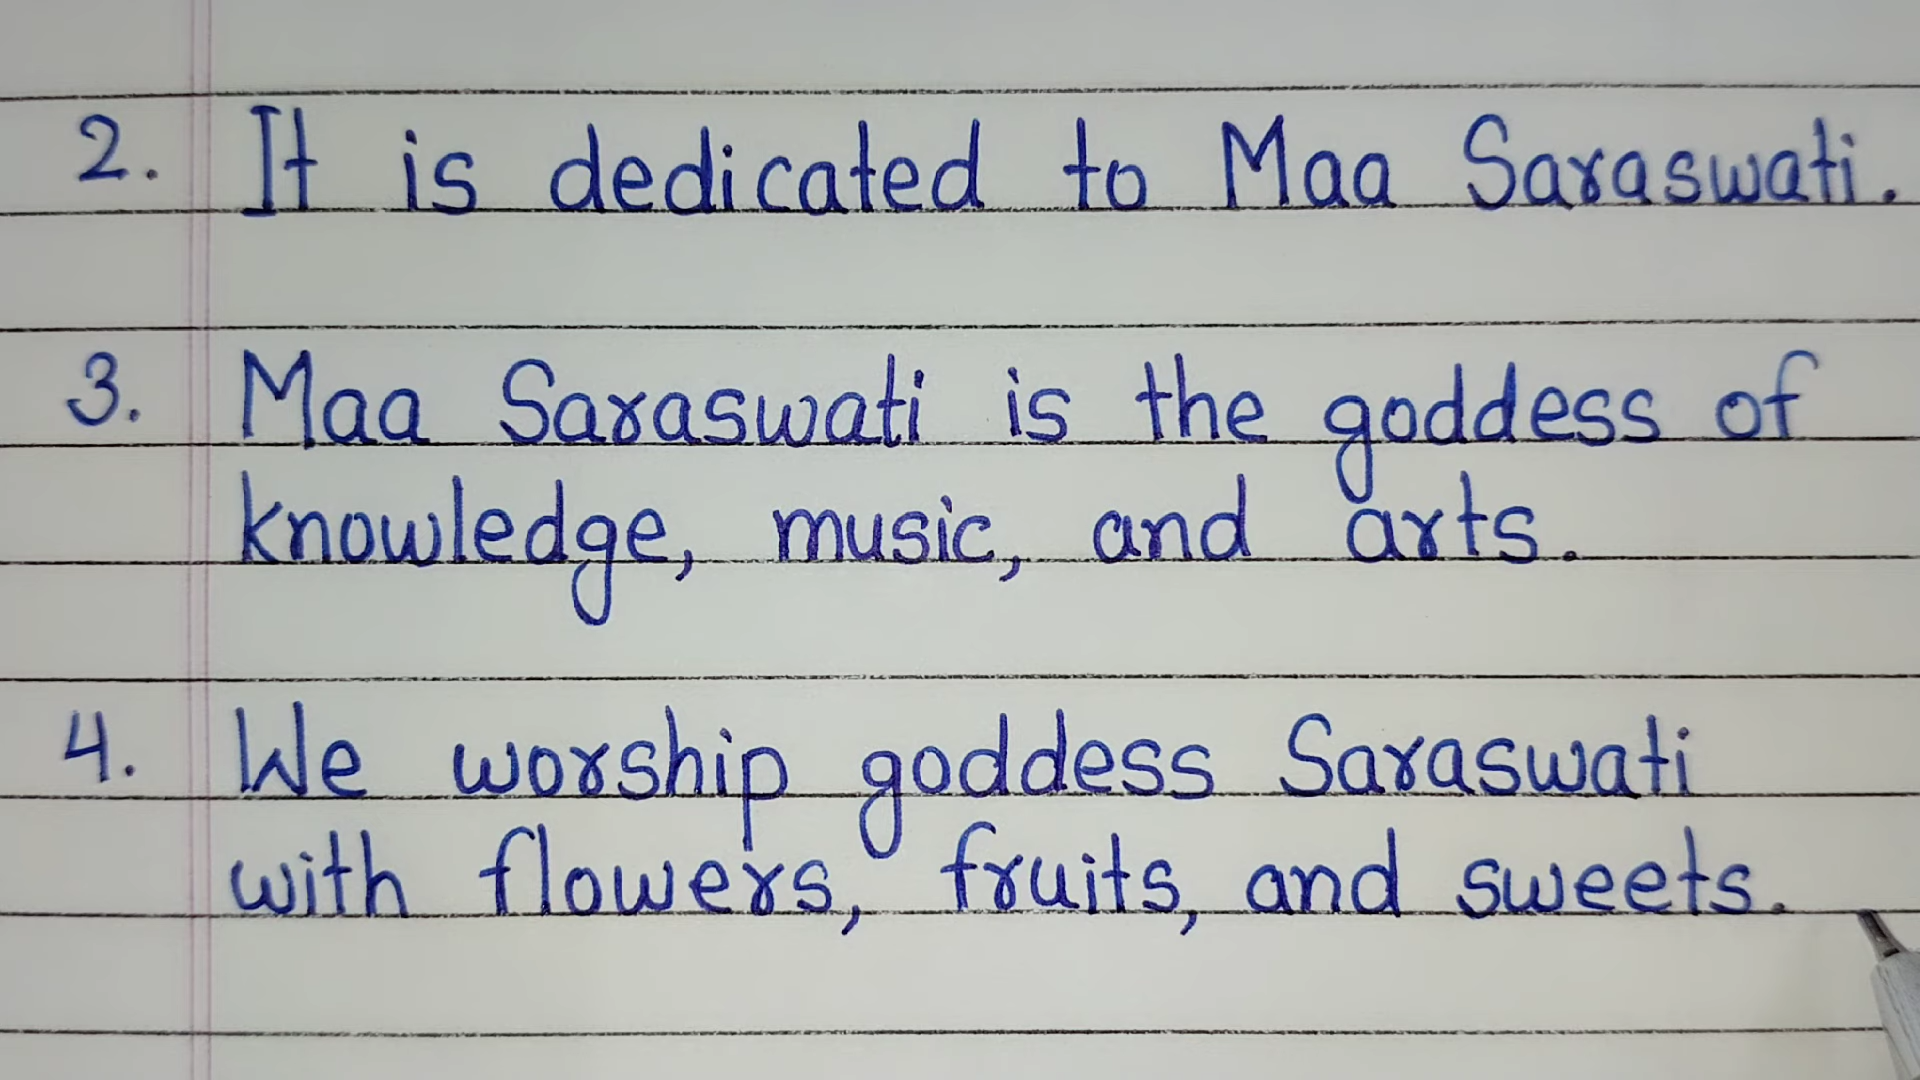 2. It is dedicated to Maa Saraswati.
3. Maa Saraswati is the goddess of
knowledge, music, and arts.
4. We worship goddess Saraswati
with flowers, fruits, and sweets.